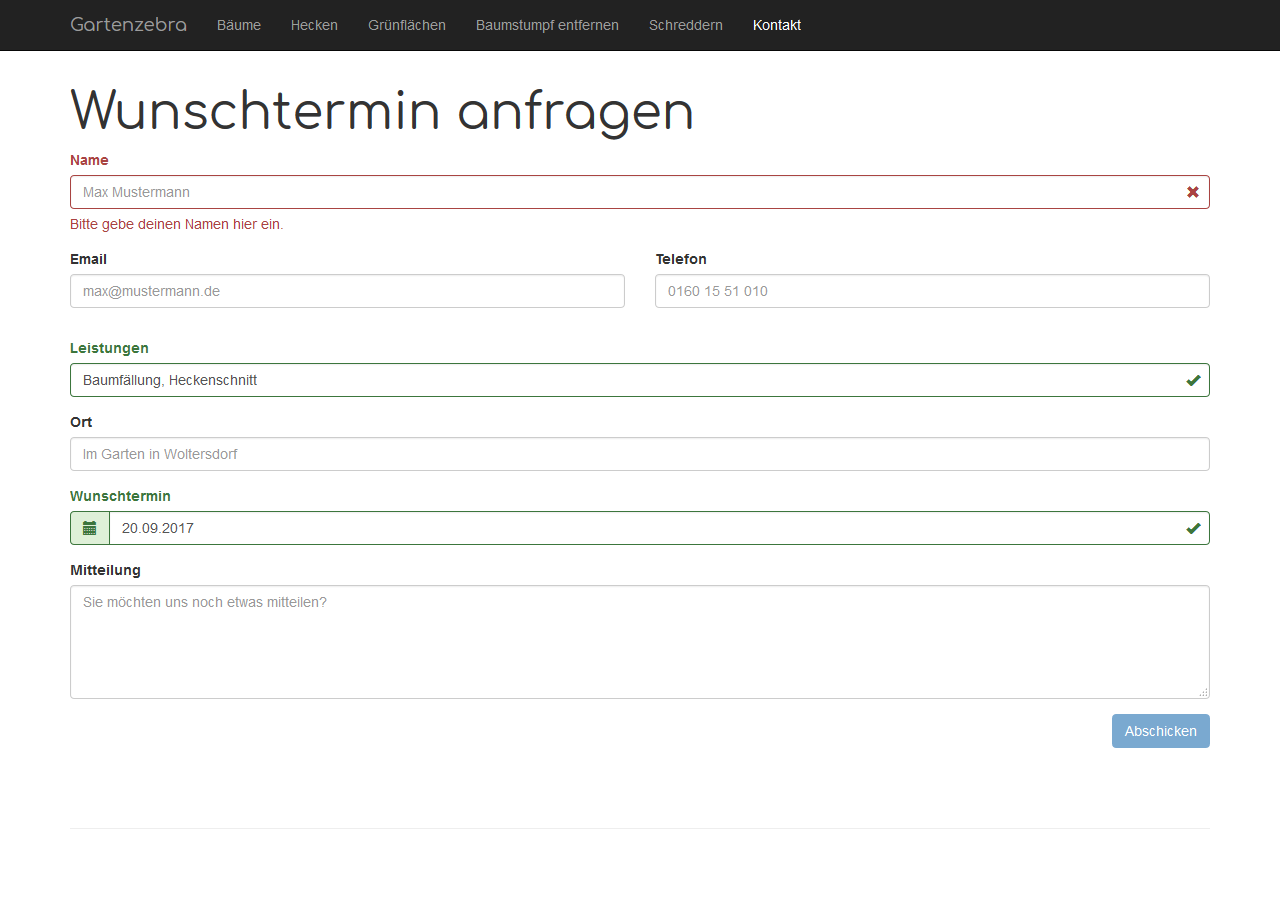 Gartenzebra Bäume Hecken Grünflächen Baumstumpf entfernen Schreddern Kontakt
Wunschtermin anfragen
Name
Max Mustermann
Bitte gebe deinen Namen hier ein.
Email Telefon
max@mustermann.de 0160 15 51 010
Leistungen
Baumfällung, Heckenschnitt
Ort
Im Garten in Woltersdorf
Wunschtermin
20.09.2017
Mitteilung
Sie möchten uns noch etwas mitteilen?
Abschicken